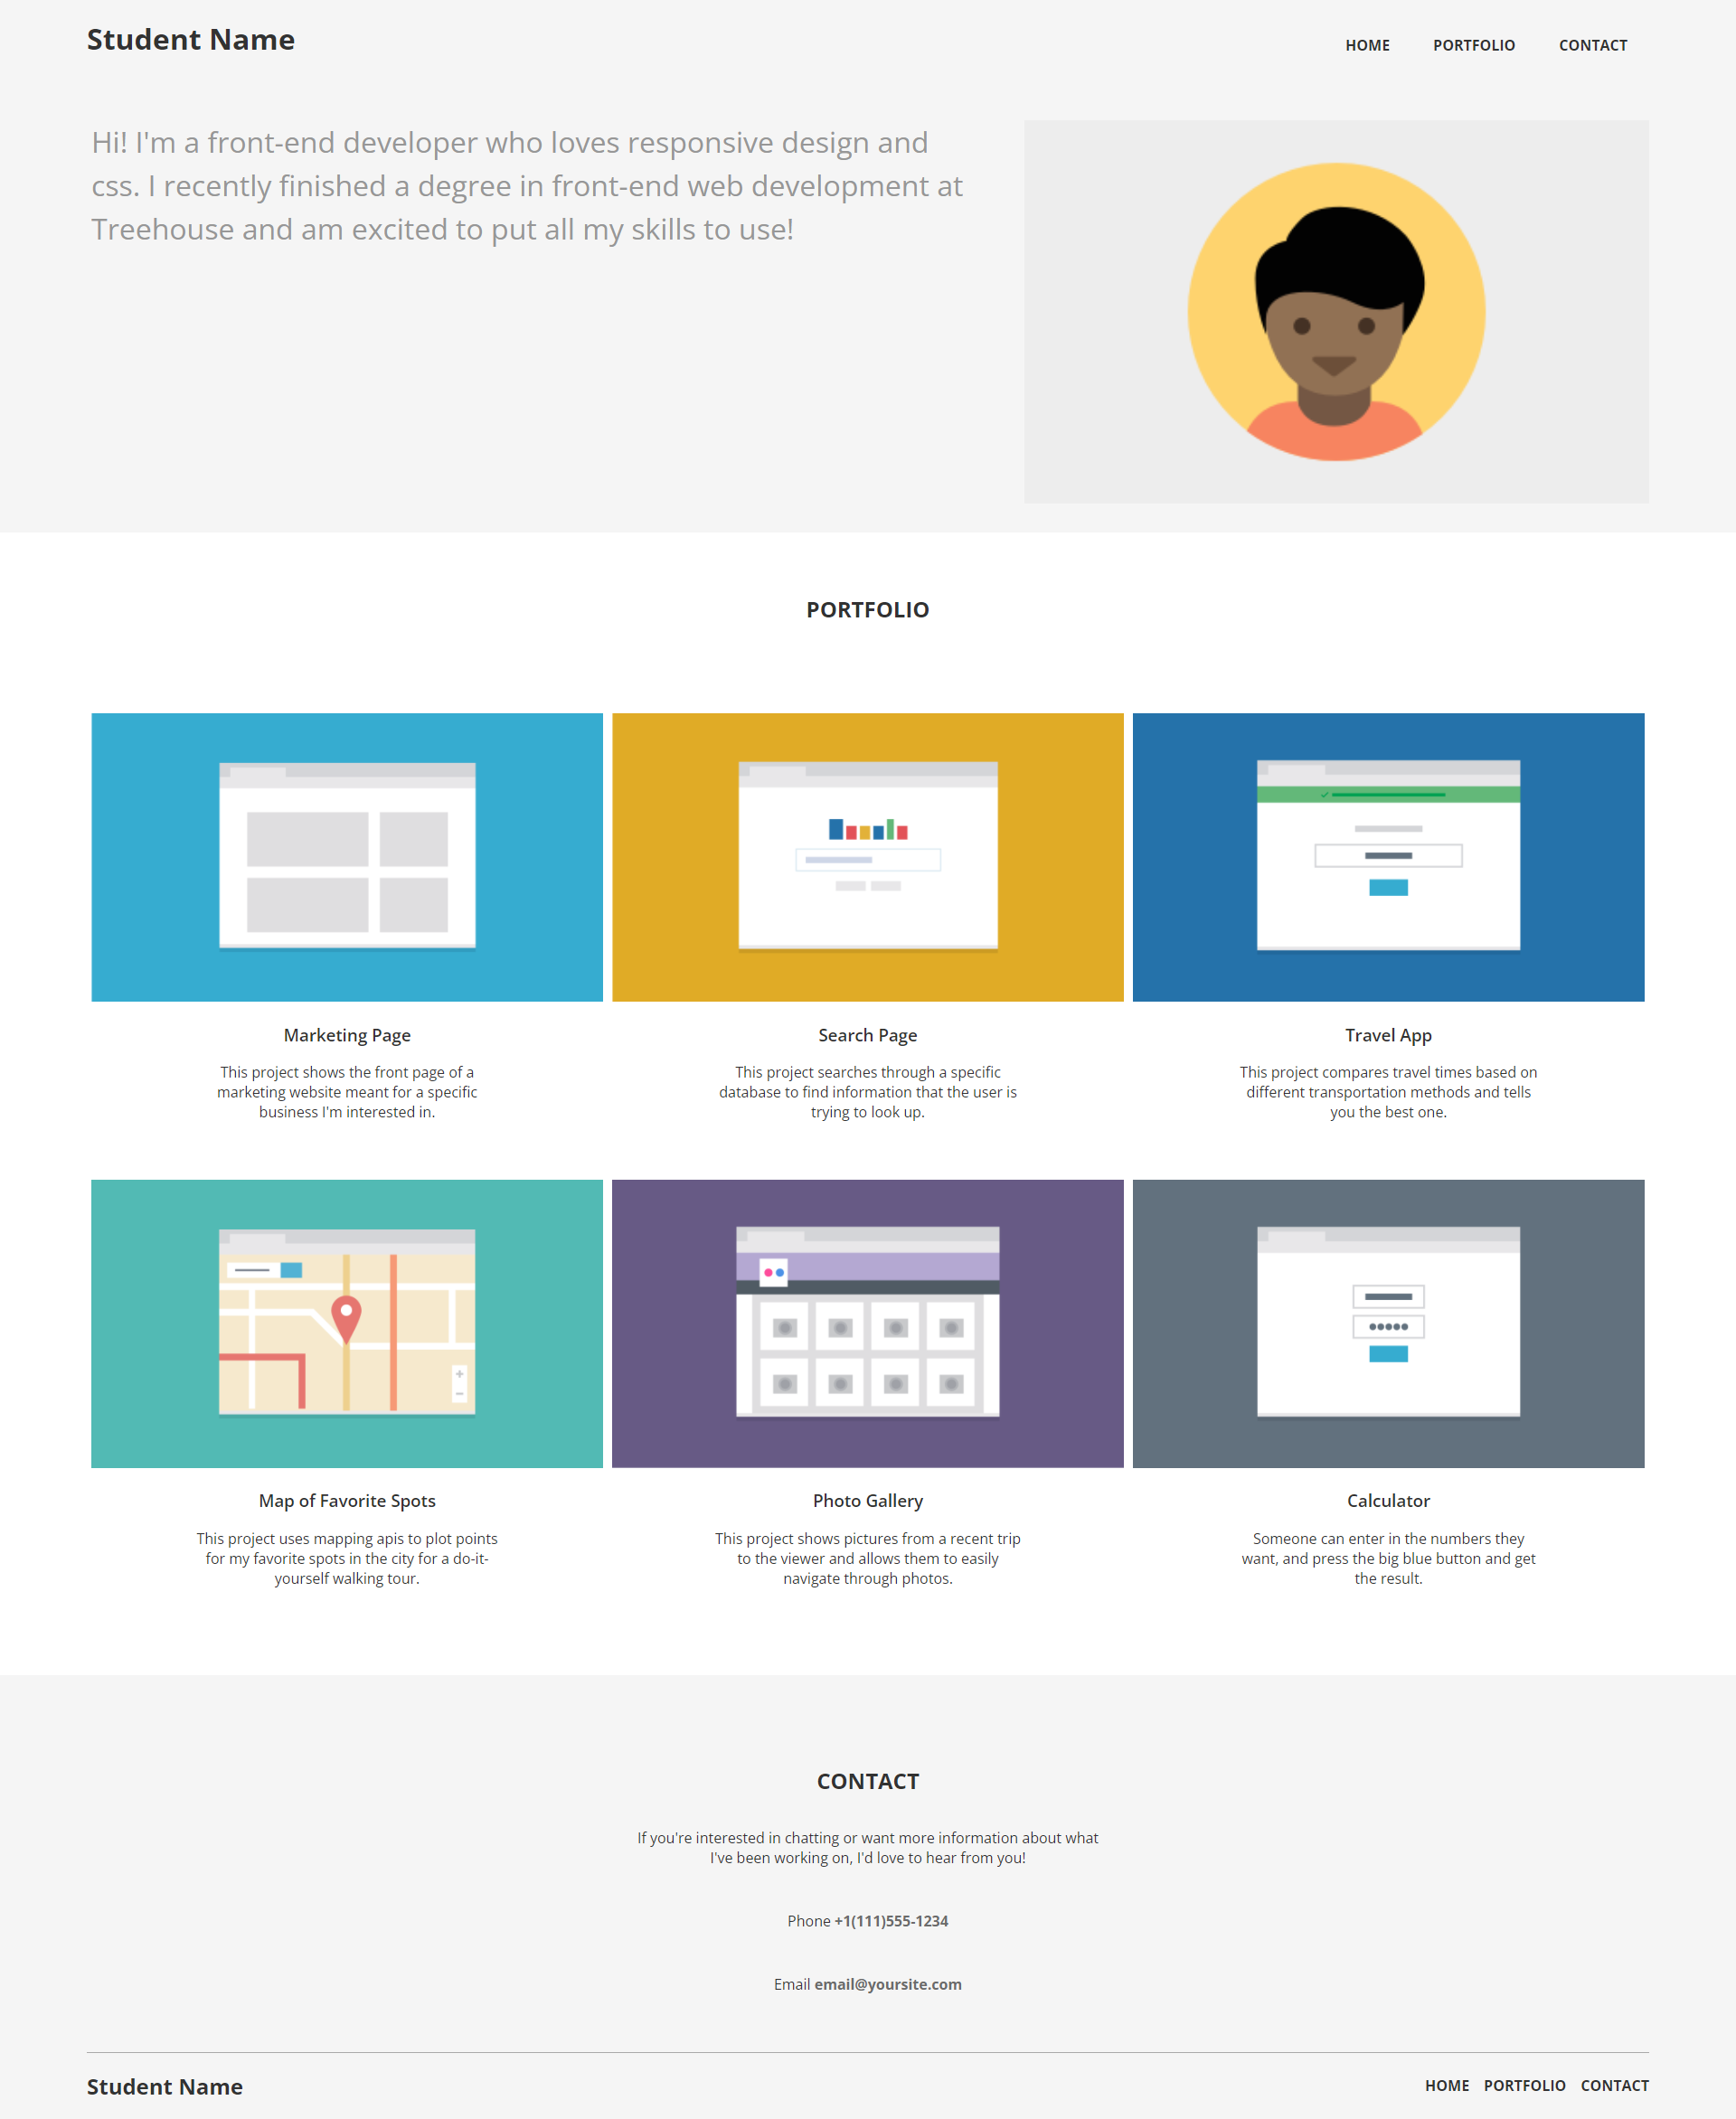 Student Name
HOME PORTFOLIO CONTACT
Hi! I'm a front-end developer who loves responsive design and
css. I recently finished a degree in front-end web development at
Treehouse and am excited to put all my skills to use!
PORTFOLIO
Marketing Page
This project shows the front page of a
marketing website meant for a specific
business I'm interested in.
Search Page
This project searches through a specific
database to find information that the user is
trying to look up.
Travel App
This project compares travel times based on
different transportation methods and tells
you the best one.
Map of Favorite Spots
This project uses mapping apis to plot points
for my favorite spots in the city for a do-it-
yourself walking tour.
Photo Gallery
This project shows pictures from a recent trip
to the viewer and allows them to easily
navigate through photos.
Calculator
Someone can enter in the numbers they
want, and press the big blue button and get
the result.
CONTACT
If you're interested in chatting or want more information about what
I've been working on, I'd love to hear from you!
Phone +1(111)555-1234
Email email@yoursite.com
Student Name
HOME PORTFOLIO CONTACT